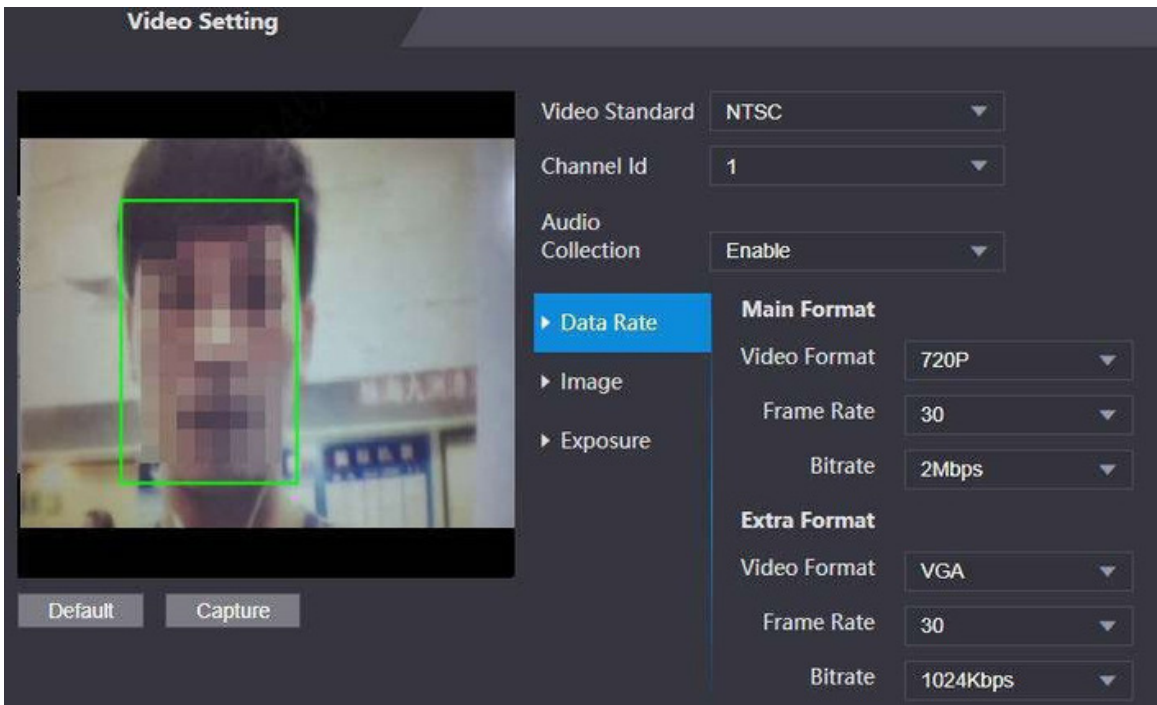 Video Setting
Video Standard NTSC
Channel Id 1
Audio
Collection Enable
Data Rate
Image
Exposure
Main Format
Video Format 720P
Frame Rate 30
Bitrate 2Mbps
Extra Format
Video Format VGA
Frame Rate 30
Bitrate 1024Kbps
Default Capture